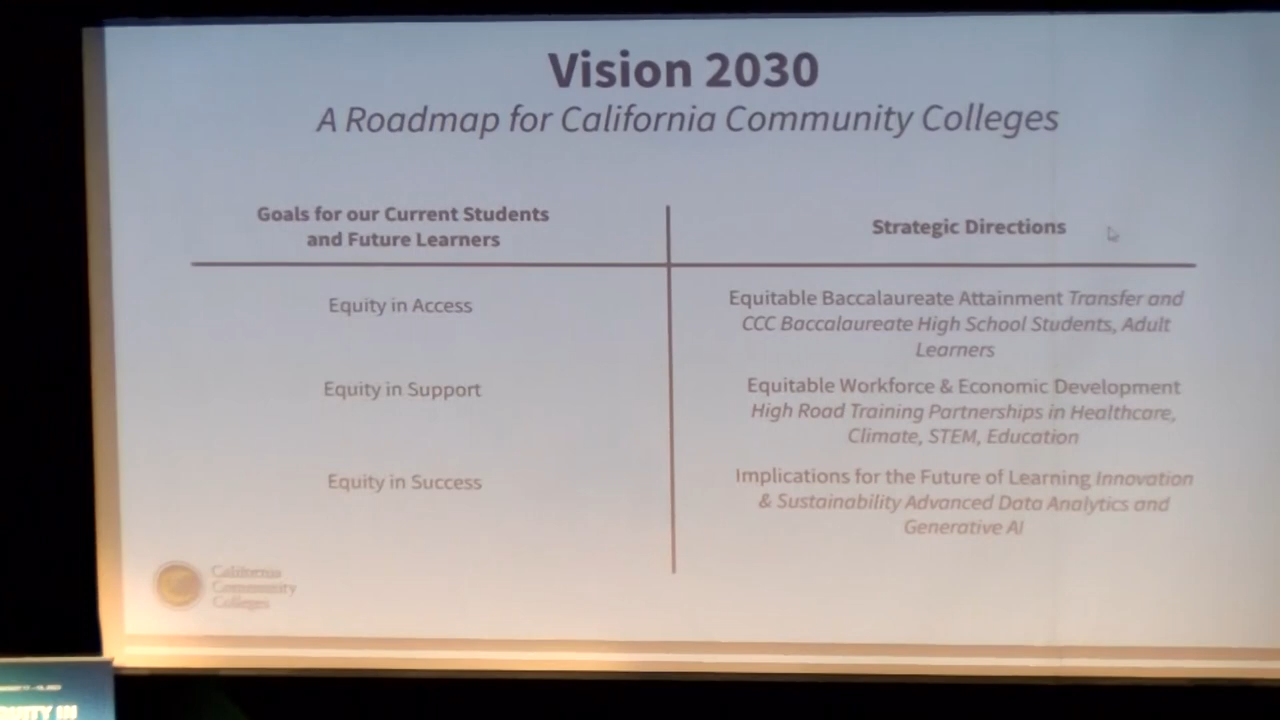 Vision 2030
A Roadmap for California Community Colleges
Goals for our Current Students
and Future Learners
Strategic Directions
Equity in Access
Equitable Baccalaureate Attainment Transfer and
CCC Baccalaureate High School Students, Adult
Learners
Equity in Support
Equitable Workforce & Economic Development
High Road Training Partnerships in Healthcare,
Climate, STEM, Education
Equity in Success
Implications for the Future of Learning Innovation
& Sustainability Advanced Data Analytics and
Generative AI
California
Community
Colleges
IN